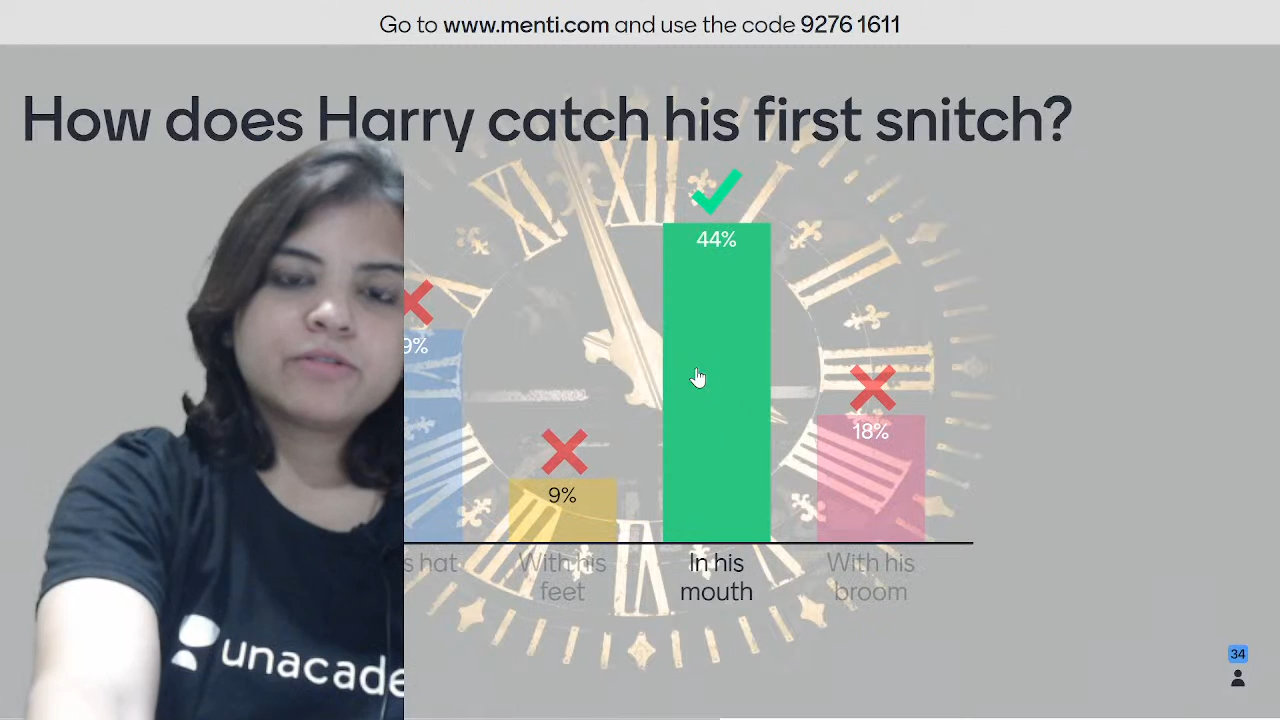 Go to www.menti.com and use the code 9276 1611
How does Harry catch his first snitch?
44%
9%
18%
9%
s hat
With his
feet
In his
mouth
With his
broom
unacade
34